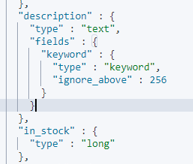 },
"description" : {
"type" : "text",
"fields" : {
"keyword" : {
"type" : "keyword",
"ignore_above" : 256
}
}
},
"in_stock" : {
"type" : "long"
},